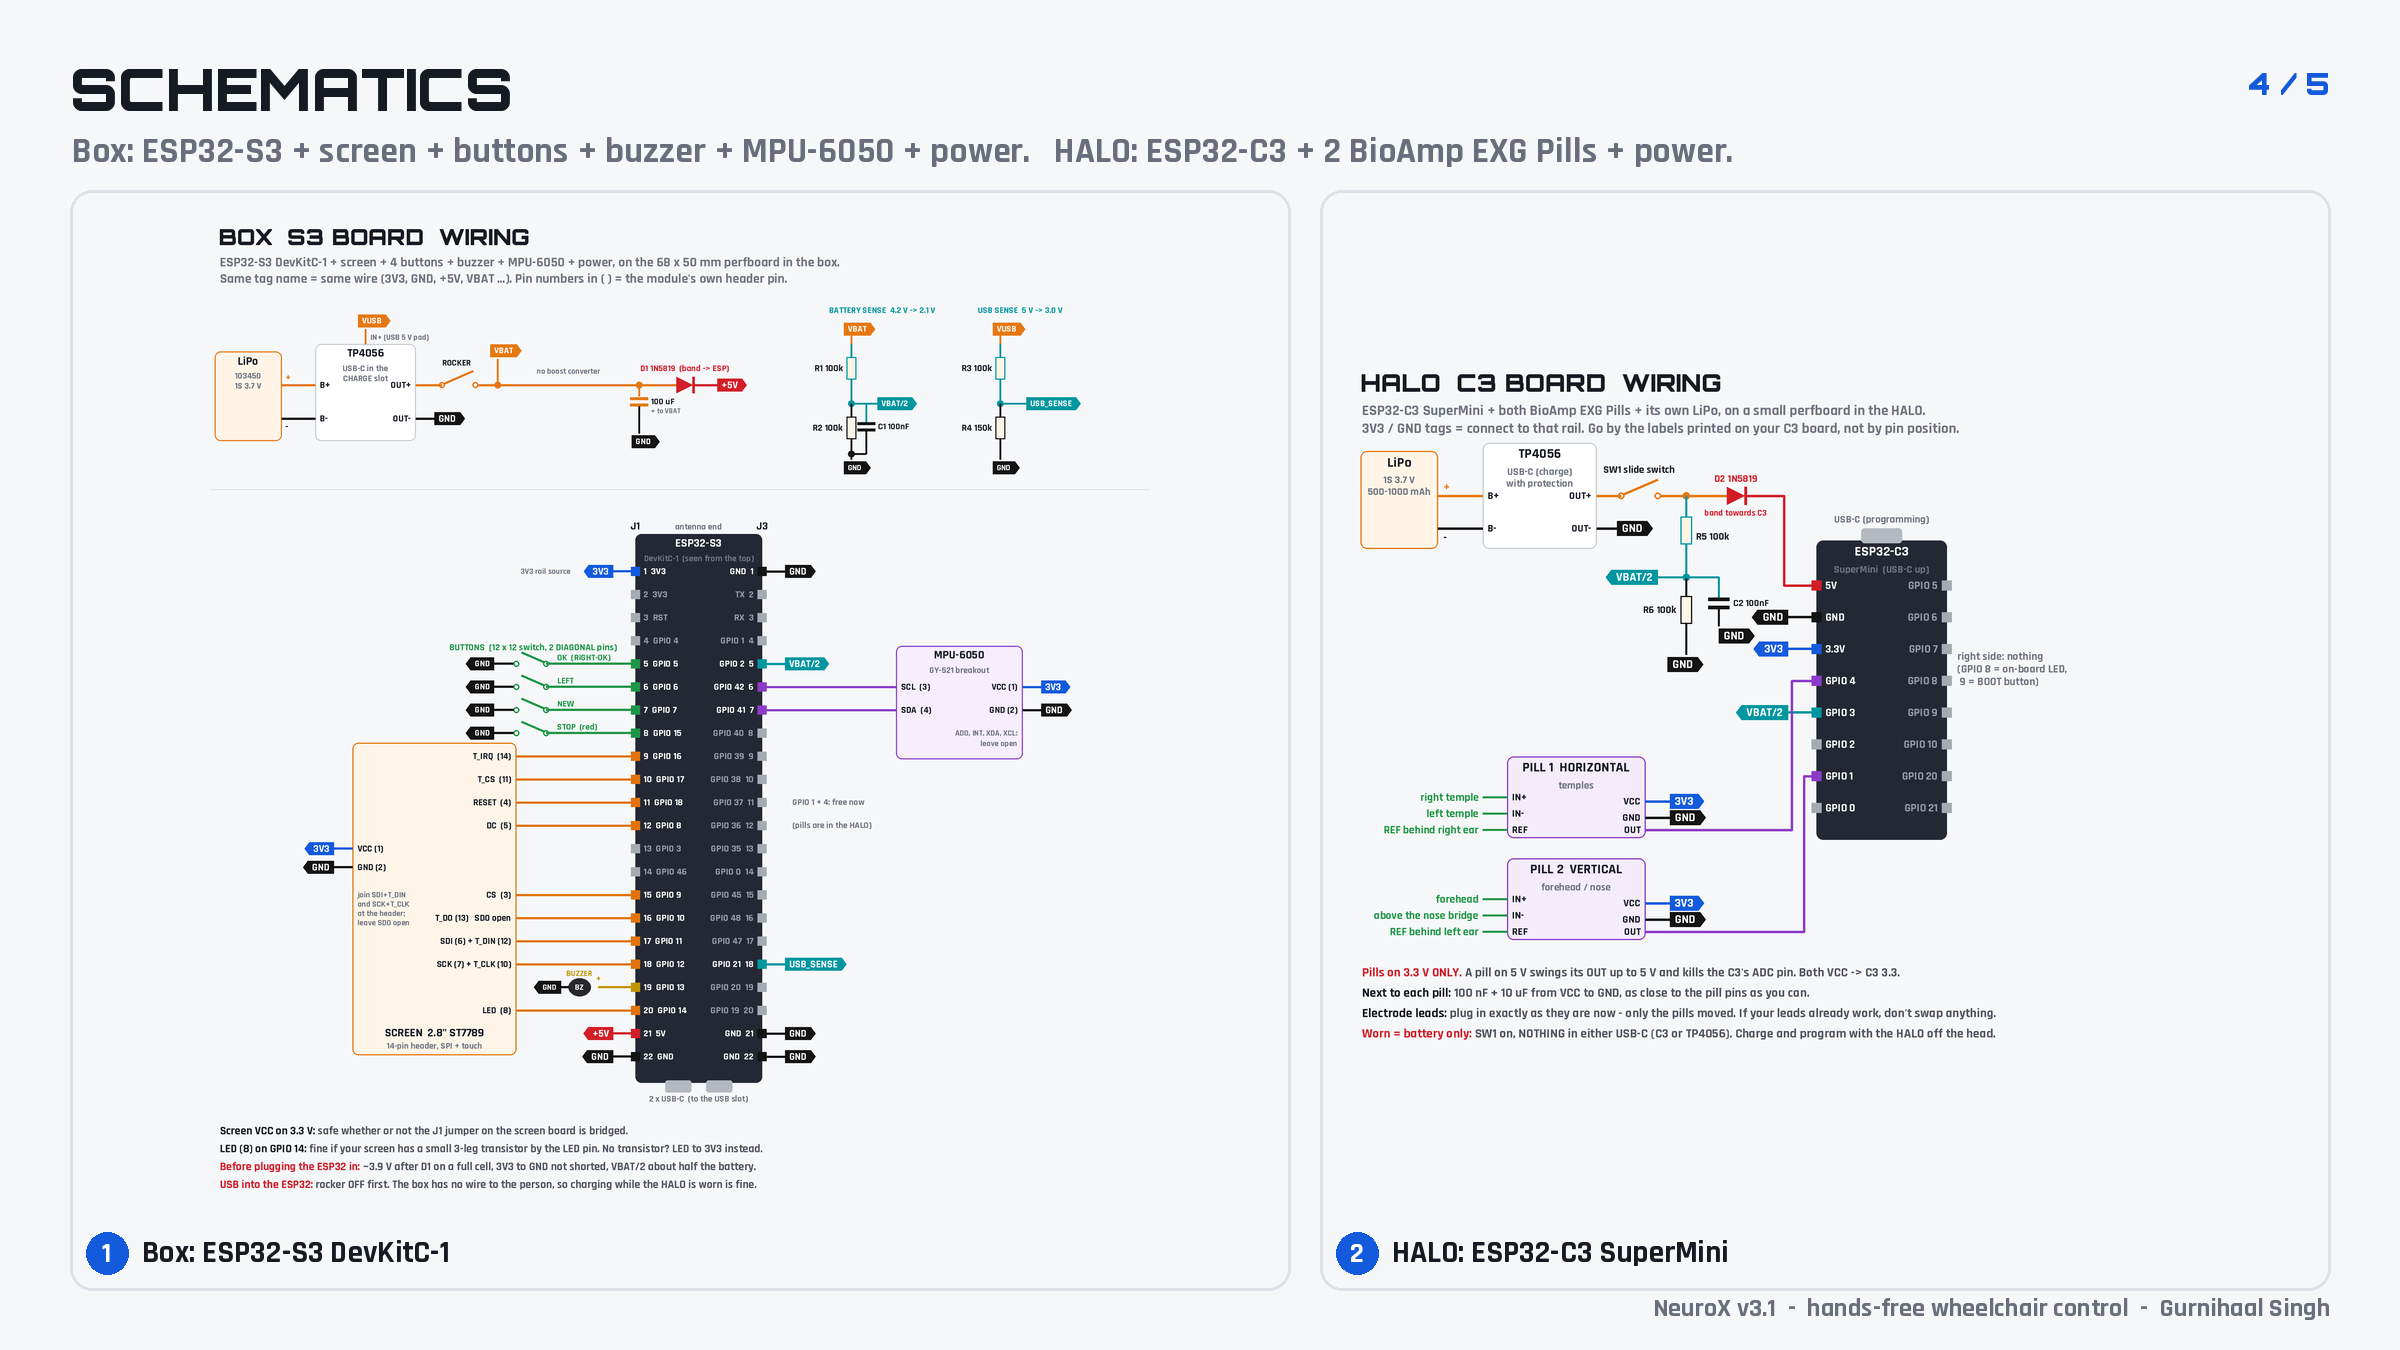 SCHEMATICS
4 / 5
Box: ESP32-S3 + screen + buttons + buzzer + MPU-6050 + power. HALO: ESP32-C3 + 2 BioAmp EXG Pills + power.
BOX S3 BOARD WIRING
ESP32-S3 DevKitC-1 + screen + 4 buttons + buzzer + MPU-6050 + power, on the 68 x 50 mm perfboard in the box.
Same tag name = same wire (3V3, GND, +5V, VBAT ...). Pin numbers in ( ) = the module's own header pin.
VUSB
IN+ (USB 5 V pad)
LiPo
103450
1S 3.7 V
+
-
TP4056
USB-C in the
CHARGE slot
B+
OUT+
B-
OUT-
GND
ROCKER
VBAT
no boost converter
D1 1N5819 (band -> ESP)
+5V
100 uF
+ to VBAT
GND
BATTERY SENSE 4.2 V -> 2.1 V
VBAT
R1 100k
VBAT/2
R2 100k
C1 100nF
GND
USB SENSE 5 V -> 3.0 V
VUSB
R3 100k
USB_SENSE
R4 150k
GND
J1
antenna end
J3
ESP32-S3
DevKitC-1 (seen from the top)
3V3 rail source
3V3
1 3V3
GND 1
GND
2 3V3
TX 2
3 RST
RX 3
4 GPIO 4
GPIO 1 4
BUTTONS (12 x 12 switch, 2 DIAGONAL pins)
OK (RIGHT-OK)
GND
5 GPIO 5
GPIO 2 5
VBAT/2
LEFT
GND
6 GPIO 6
GPIO 42 6
NEW
GND
7 GPIO 7
GPIO 41 7
STOP (red)
GND
8 GPIO 15
GPIO 40 8
MPU-6050
GY-521 breakout
SCL (3)
VCC (1)
3V3
SDA (4)
GND (2)
GND
ADO, INT, XDA, XCL:
leave open
T_IRQ (14)
9 GPIO 16
GPIO 39 9
T_CS (11)
10 GPIO 17
GPIO 38 10
RESET (4)
11 GPIO 18
GPIO 37 11
GPIO 1 + 4: free now
DC (5)
12 GPIO 8
GPIO 36 12
(pills are in the HALO)
3V3
VCC (1)
13 GPIO 3
GPIO 35 13
GND
GND (2)
14 GPIO 46
GPIO 0 14
join SDI+T_DIN
and SCK+T_CLK
at the header;
leave SDO open
CS (3)
15 GPIO 9
GPIO 45 15
T_DO (13) SDO open
16 GPIO 10
GPIO 48 16
SDI (6) + T_DIN (12)
17 GPIO 11
GPIO 47 17
SCK (7) + T_CLK (10)
18 GPIO 12
GPIO 21 18
USB_SENSE
BUZZER
+
GND
BZ
19 GPIO 13
GPIO 20 19
LED (8)
20 GPIO 14
GPIO 19 20
SCREEN 2.8" ST7789
14-pin header, SPI + touch
+5V
21 5V
GND 21
GND
GND
22 GND
GND 22
GND
2 x USB-C (to the USB slot)
Screen VCC on 3.3 V: safe whether or not the J1 jumper on the screen board is bridged.
LED (8) on GPIO 14: fine if your screen has a small 3-leg transistor by the LED pin. No transistor? LED to 3V3 instead.
Before plugging the ESP32 in: ~3.9 V after D1 on a full cell, 3V3 to GND not shorted, VBAT/2 about half the battery.
USB into the ESP32: rocker OFF first. The box has no wire to the person, so charging while the HALO is worn is fine.
1
Box: ESP32-S3 DevKitC-1
HALO C3 BOARD WIRING
ESP32-C3 SuperMini + both BioAmp EXG Pills + its own LiPo, on a small perfboard in the HALO.
3V3 / GND tags = connect to that rail. Go by the labels printed on your C3 board, not by pin position.
LiPo
1S 3.7 V
500-1000 mAh
+
-
TP4056
USB-C (charge)
with protection
B+
OUT+
B-
OUT-
GND
SW1 slide switch
D2 1N5819
band towards C3
R5 100k
VBAT/2
R6 100k
C2 100nF
GND
GND
USB-C (programming)
ESP32-C3
SuperMini (USB-C up)
5V
GPIO 5
GND
GND
GPIO 6
3V3
3.3V
GPIO 7
GPIO 4
GPIO 8
VBAT/2
GPIO 3
GPIO 9
GPIO 2
GPIO 10
GPIO 1
GPIO 20
GPIO 0
GPIO 21
right side: nothing
(GPIO 8 = on-board LED,
9 = BOOT button)
PILL 1 HORIZONTAL
temples
right temple
IN+
VCC
3V3
left temple
IN-
GND
GND
REF behind right ear
REF
OUT
PILL 2 VERTICAL
forehead / nose
forehead
IN+
VCC
3V3
above the nose bridge
IN-
GND
GND
REF behind left ear
REF
OUT
Pills on 3.3 V ONLY. A pill on 5 V swings its OUT up to 5 V and kills the C3's ADC pin. Both VCC -> C3 3.3.
Next to each pill: 100 nF + 10 uF from VCC to GND, as close to the pill pins as you can.
Electrode leads: plug in exactly as they are now - only the pills moved. If your leads already work, don't swap anything.
Worn = battery only: SW1 on, NOTHING in either USB-C (C3 or TP4056). Charge and program with the HALO off the head.
2
HALO: ESP32-C3 SuperMini
NeuroX v3.1 - hands-free wheelchair control - Gurnihaal Singh